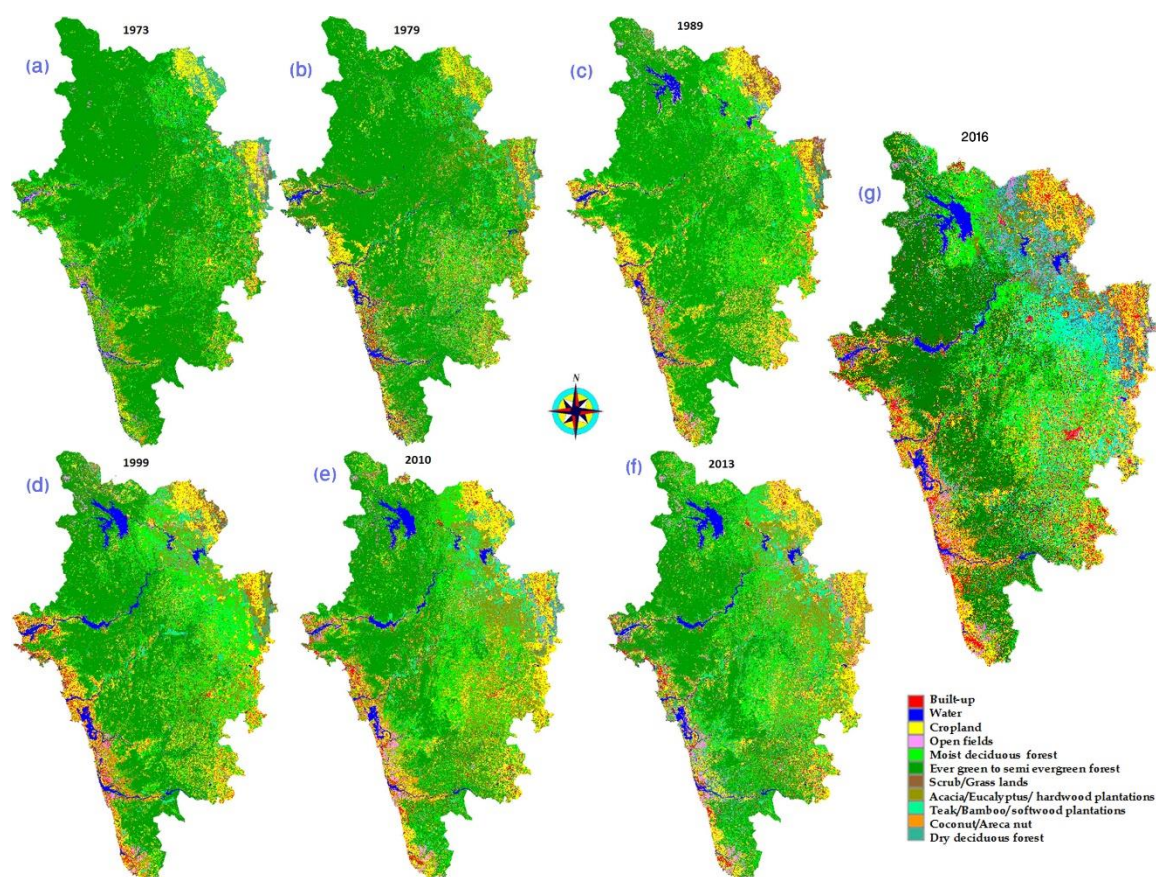 1973
(a)
1979
(b)
1989
(c)
2016
(g)
N
1999
(d)
2010
(e)
2013
(f)
Built-up
Water
Cropland
Open fields
Moist deciduous forest
Ever green to semi evergreen forest
Scrub/Grass lands
Acacia/Eucalyptus/ hardwood plantations
Teak/Bamboo/softwood plantations
Coconut/Areca nut
Dry deciduous forest